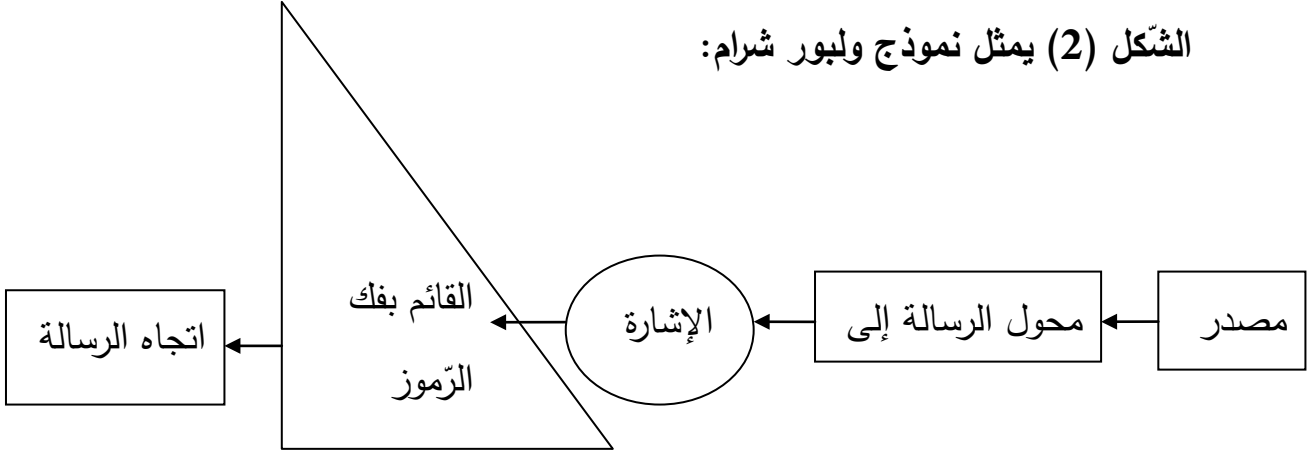 الشّكل (2) يمثل نموذج ولبور شرام:
مصدر
محول الرسالة إلى
الإشارة
القائم بفك
الرّموز
اتجاه الرسالة